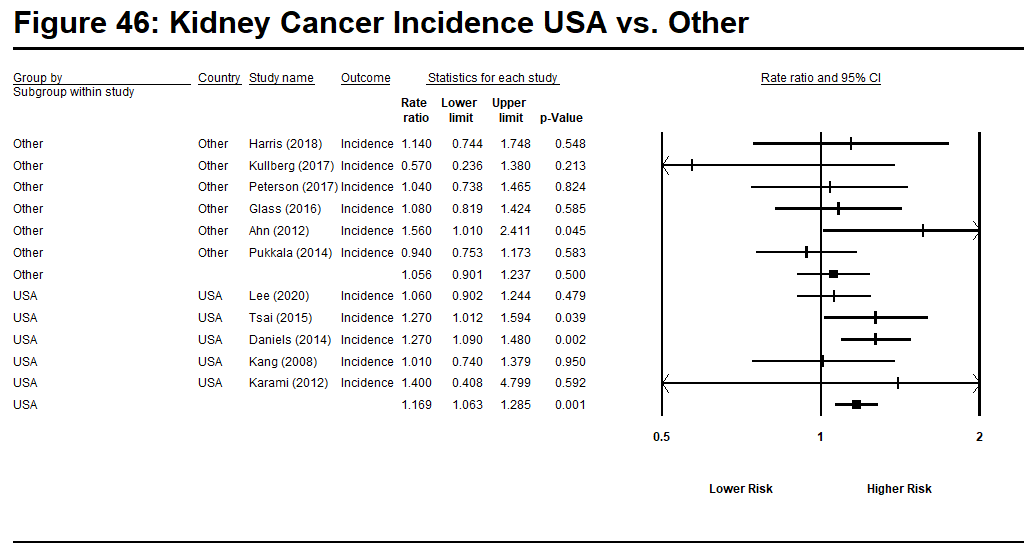 Figure 46: Kidney Cancer Incidence USA vs. Other
Group by Country Study name Outcome Statistics for each study Rate ratio and 95% CI
Subgroup within study
Rate Lower Upper
ratio limit limit p-Value
Other Other Harris (2018) Incidence 1.140 0.744 1.748 0.548
Other Other Kullberg (2017) Incidence 0.570 0.236 1.380 0.213
Other Other Peterson (2017) Incidence 1.040 0.738 1.465 0.824
Other Other Glass (2016) Incidence 1.080 0.819 1.424 0.585
Other Other Ahn (2012) Incidence 1.560 1.010 2.411 0.045
Other Other Pukkala (2014) Incidence 0.940 0.753 1.173 0.583
Other 1.056 0.901 1.237 0.500
USA USA Lee (2020) Incidence 1.060 0.902 1.244 0.479
USA USA Tsai (2015) Incidence 1.270 1.012 1.594 0.039
USA USA Daniels (2014) Incidence 1.270 1.090 1.480 0.002
USA USA Kang (2008) Incidence 1.010 0.740 1.379 0.950
USA USA Karami (2012) Incidence 1.400 0.408 4.799 0.592
USA 1.169 1.063 1.285 0.001
0.5 1 2
Lower Risk Higher Risk